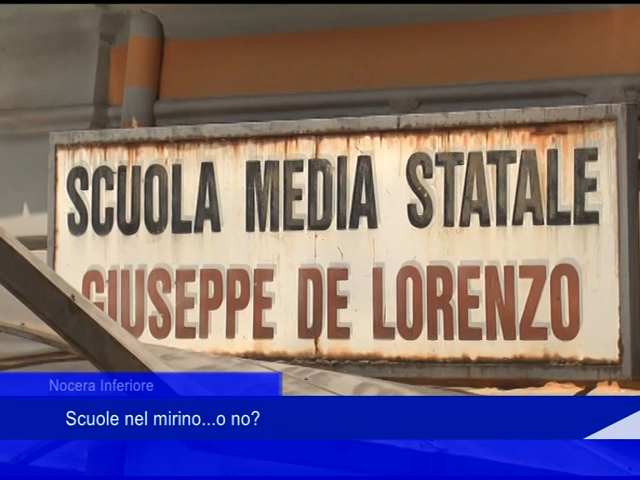 SCUOLA MEDIA STATALE
GIUSEPPE DE LORENZO
Nocera Inferiore
Scuole nel mirino...o no?